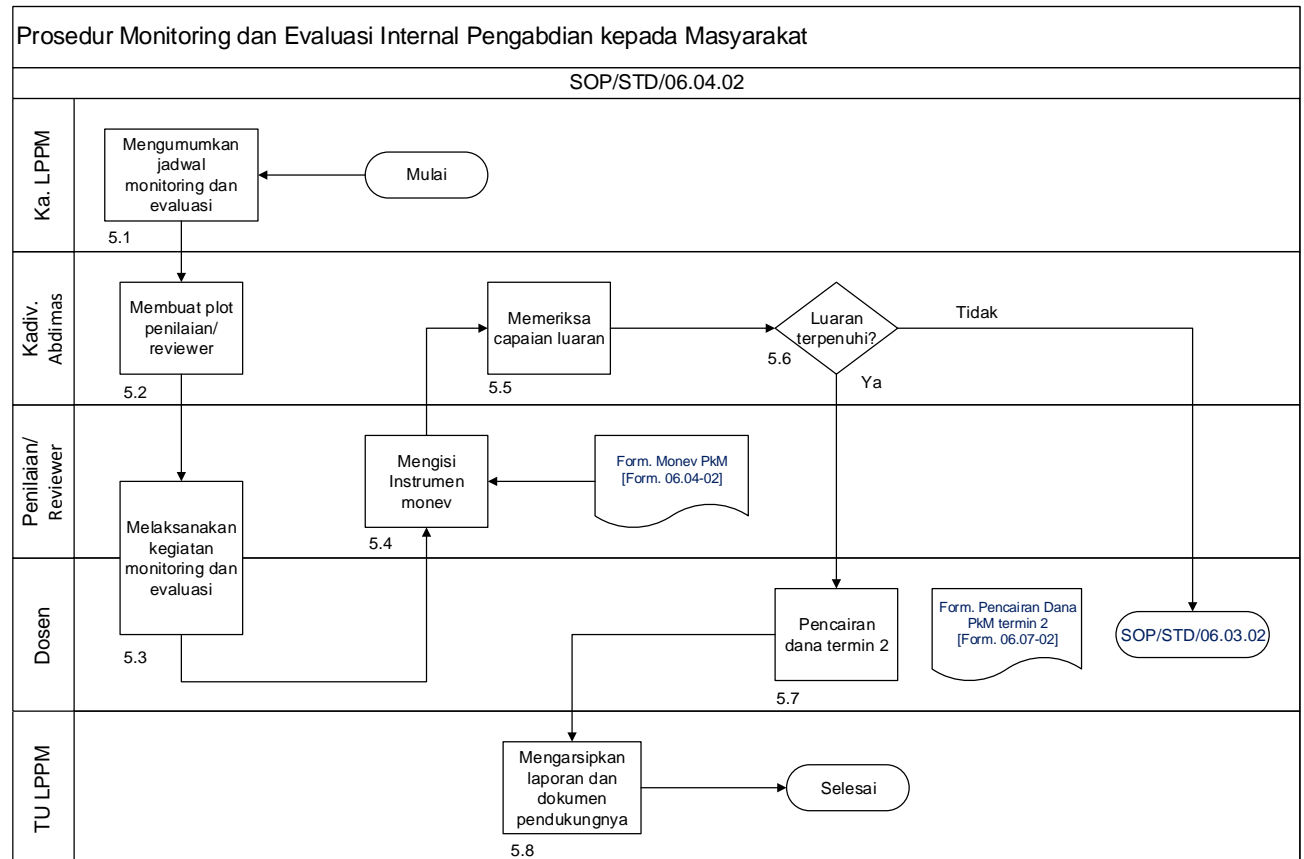 Prosedur Monitoring dan Evaluasi Internal Pengabdian kepada Masyarakat
SOP/STD/06.04.02
Ka. LPPM
Mengumumkan
jadwal
monitoring dan
evaluasi
5.1
Mulai
Kadiv.
Abdimas
Membuat plot
penilaian/
reviewer
5.2
Memeriksa
capaian luaran
5.5
Luaran
terpenuhi?
5.6
Tidak
Ya
Penilaian/
Reviewer
Melaksanakan
kegiatan
monitoring dan
evaluasi
5.3
Mengisi
Instrumen
monev
5.4
Form. Monev PkM
[Form. 06.04-02]
Dosen
Pencairan
dana termin 2
5.7
Form. Pencairan Dana
PkM termin 2
[Form. 06.07-02]
SOP/STD/06.03.02
TU LPPM
Mengarsipkan
laporan dan
dokumen
pendukungnya
5.8
Selesai